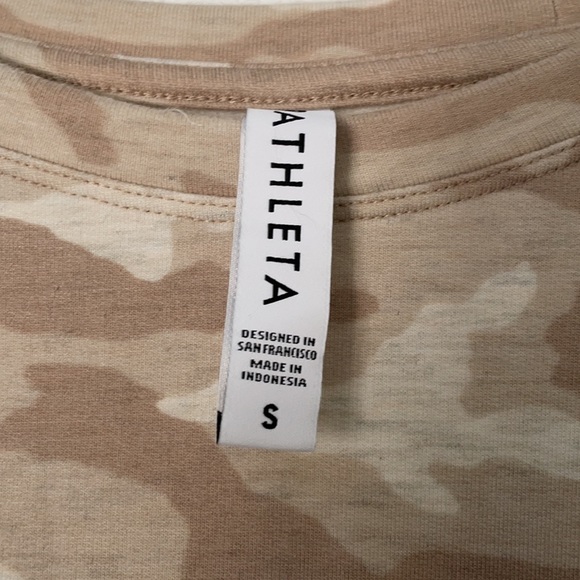 ATHLETA
DESIGNED IN
SAN FRANCISCO
MADE IN
INDONESIA
S